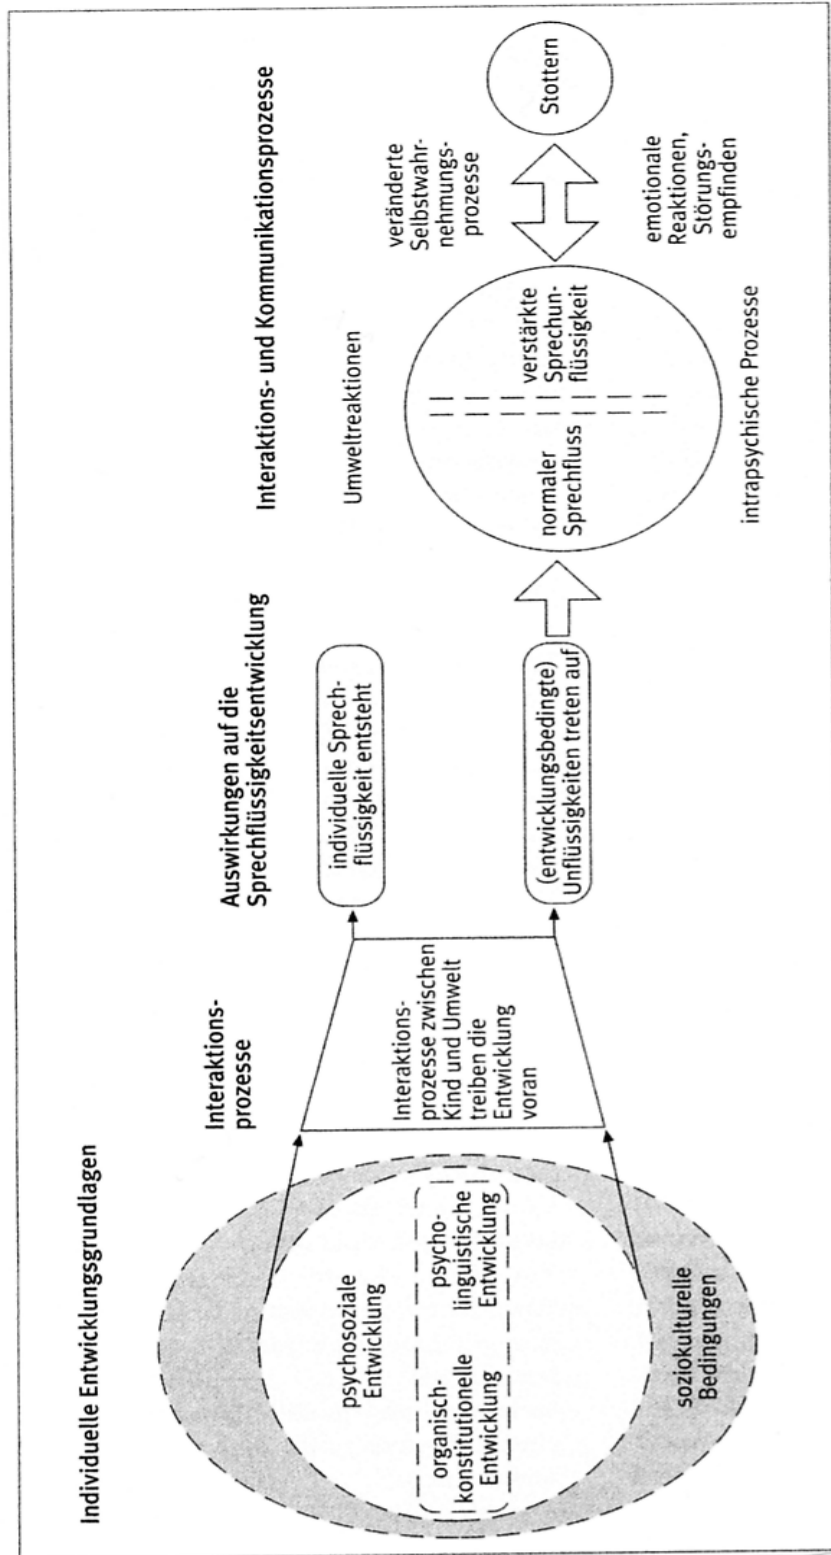 Individuelle Entwicklungsgrundlagen
psychosoziale
Entwicklung
organisch-
konstitutionelle
Entwicklung
psycho-
linguistische
Entwicklung
soziokulturelle
Bedingungen
Interaktions-
prozesse
Interaktions-
prozesse zwischen
Kind und Umwelt
treiben die
Entwicklung
voran
Auswirkungen auf die
Sprechflüssigkeitsentwicklung
individuelle Sprech-
flüssigkeit entsteht
(entwicklungsbedingte)
Unflüssigkeiten treten auf
Interaktions- und Kommunikationsprozesse
Umweltreaktionen
normaler
Sprechfluss
verstärkte
Sprechun-
flüssigkeit
intrapsychische Prozesse
veränderte
Selbstwahr-
nehmungs-
prozesse
emotionale
Reaktionen,
Störungs-
empfinden
Stottern